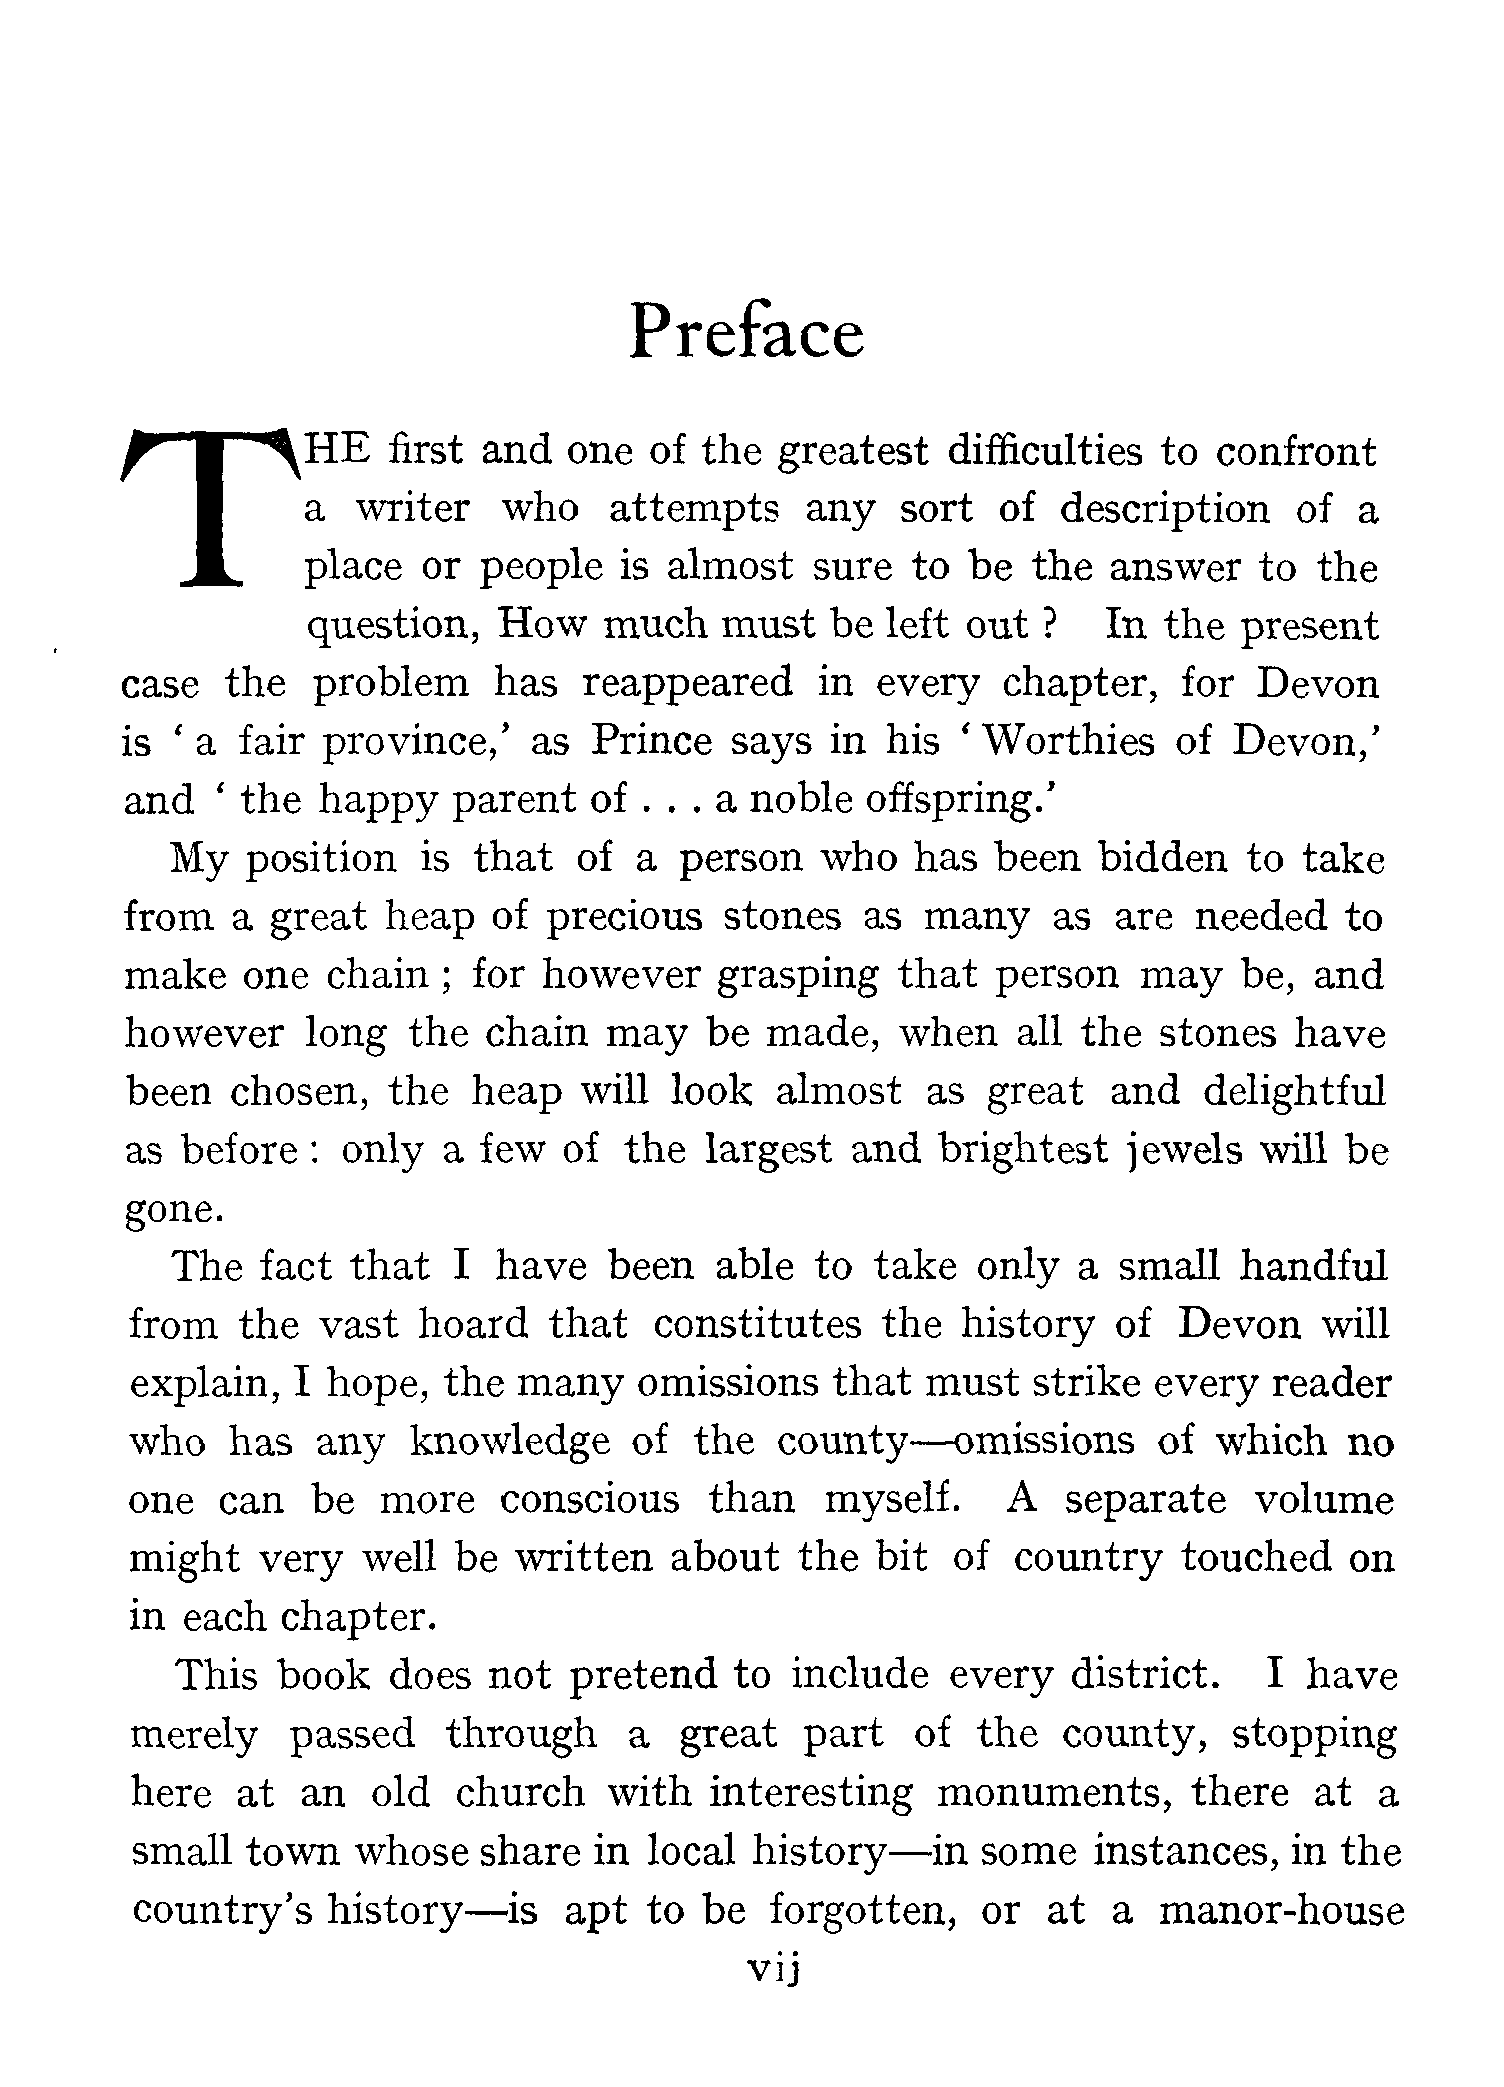 Preface
THE first and one of the greatest difficulties to confront
a writer who attempts any sort of description of a
place or people is almost sure to be the answer to the
question, How much must be left out ? In the present
case the problem has reappeared in every chapter, for Devon
is ‘ a fair province,’ as Prince says in his ‘ Worthies of Devon,’
and ‘ the happy parent of . . . a noble offspring.’
My position is that of a person who has been bidden to take
from a great heap of precious stones as many as are needed to
make one chain ; for however grasping that person may be, and
however long the chain may be made, when all the stones have
been chosen, the heap will look almost as great and delightful
as before : only a few of the largest and brightest jewels will be
gone.
The fact that I have been able to take only a small handful
from the vast hoard that constitutes the history of Devon will
explain, I hope, the many omissions that must strike every reader
who has any knowledge of the county—omissions of which no
one can be more conscious than myself. A separate volume
might very well be written about the bit of country touched on
in each chapter.
This book does not pretend to include every district. I have
merely passed through a great part of the county, stopping
here at an old church with interesting monuments, there at a
small town whose share in local history—in some instances, in the
country’s history—is apt to be forgotten, or at a manor-house
vij